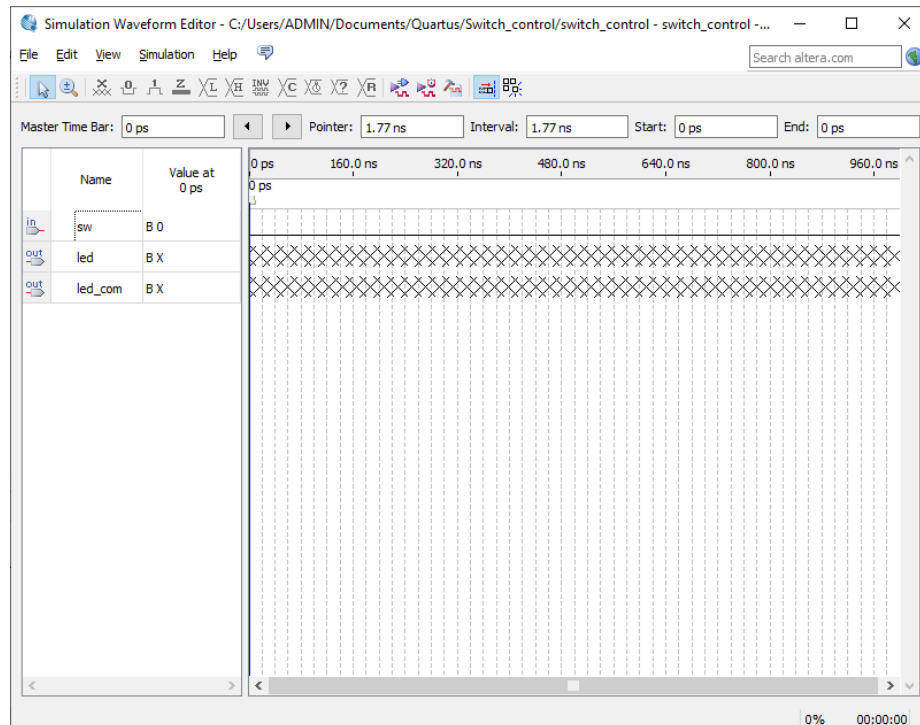 Simulation Waveform Editor - C:/Users/ADMIN/Documents/Quartus/Switch_control/switch_control - switch_control -...
File Edit View Simulation Help
Search altera.com
0 1 Z L H INV C ? R
Master Time Bar: 0 ps Pointer: 1.77 ns Interval: 1.77 ns Start: 0 ps End: 0 ps
Name Value at 0 ps
0 ps 160.0 ns 320.0 ns 480.0 ns 640.0 ns 800.0 ns 960.0 ns
0 ps
in sw B 0
out led B X
out led_com B X
0% 00:00:00